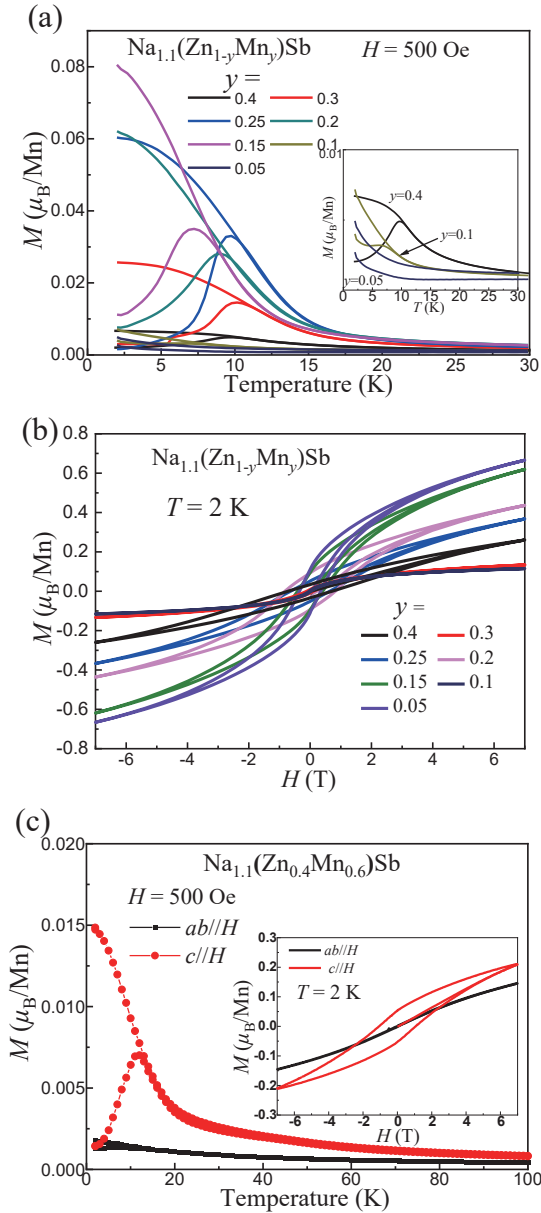 (a)
Na1.1(Zn1-yMny)Sb H = 500 Oe
y =
0.4 0.3
0.25 0.2
0.15 0.1
0.05
0.08
0.06
0.04
0.02
0.00
M (μB/Mn)
5 10 15 20 25 30
Temperature (K)
0.01
M (μB/Mn)
y=0.4
y=0.1
y=0.05
0 5 10 15 20 25 30
T (K)
(b)
Na1.1(Zn1-yMny)Sb
T = 2 K
0.8
0.6
0.4
0.2
0.0
-0.2
-0.4
-0.6
-0.8
M (μB/Mn)
y =
0.4 0.3
0.25 0.2
0.15 0.1
0.05
-6 -4 -2 0 2 4 6
H (T)
(c)
Na1.1(Zn0.4Mn0.6)Sb
H = 500 Oe
ab//H
c//H
0.020
0.015
0.010
0.005
0.000
M (μB/Mn)
0 20 40 60 80 100
Temperature (K)
ab//H
c//H
T = 2 K
0.3
0.2
0.1
0.0
-0.1
-0.2
-0.3
M (μB/Mn)
-6 -4 -2 0 2 4 6
H (T)